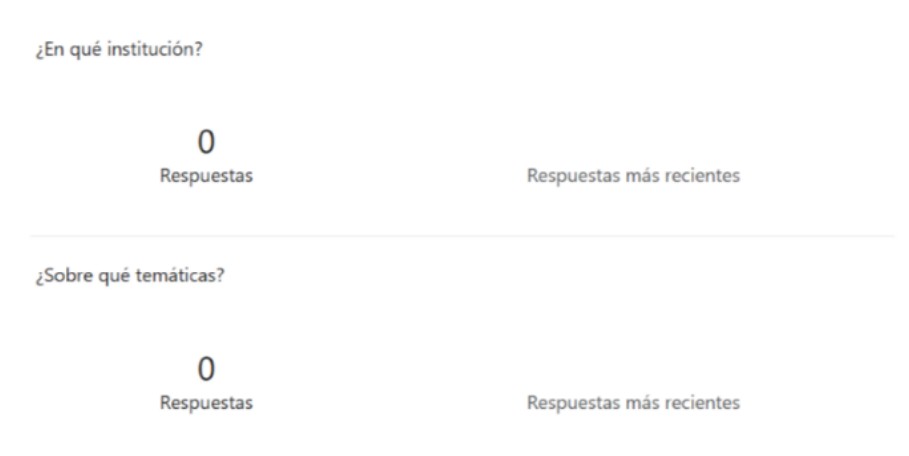 ¿En qué institución?
0
Respuestas
Respuestas más recientes
¿Sobre qué temáticas?
0
Respuestas
Respuestas más recientes